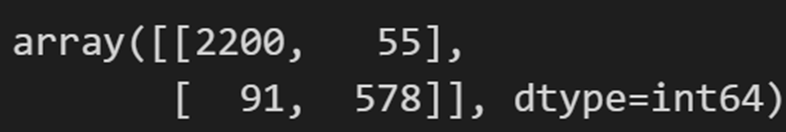 array([[2200,   55],
       [  91,  578]], dtype=int64)